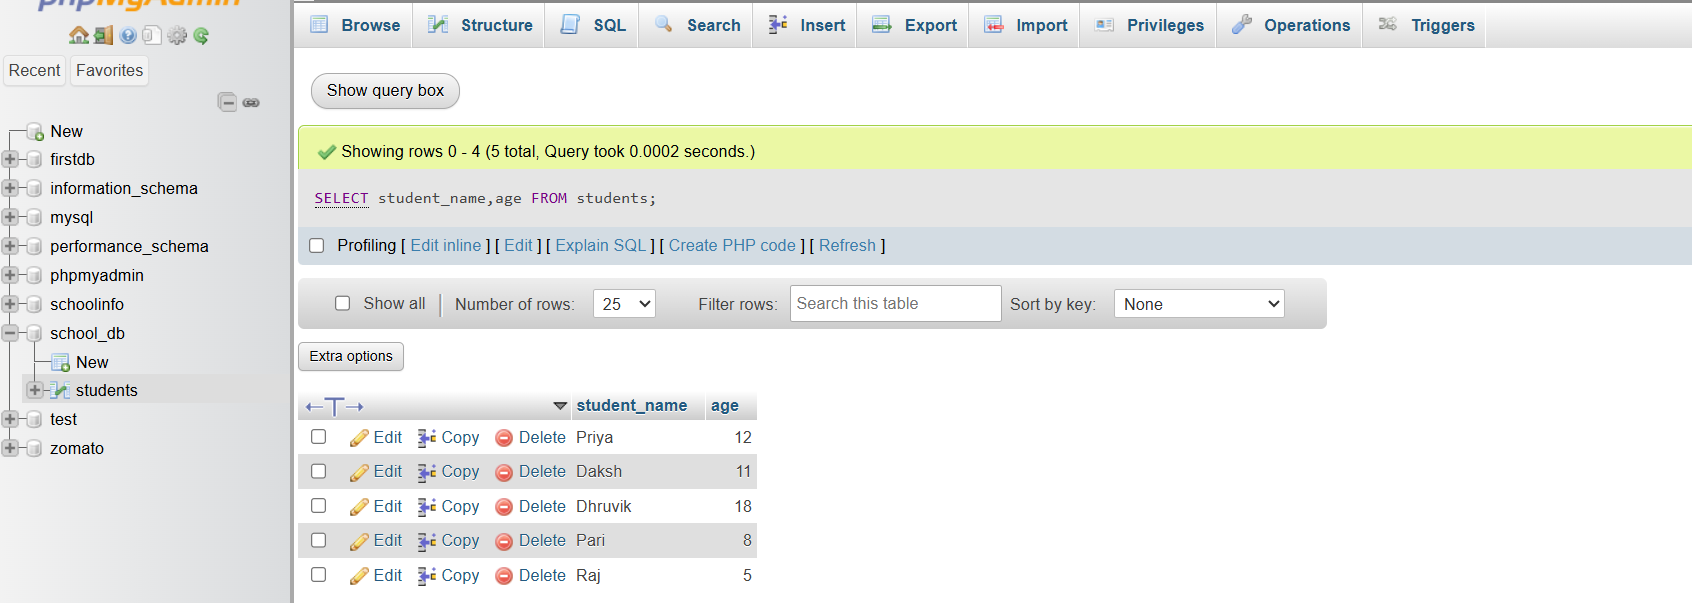 phpMyAdmin
Recent Favorites
New
firstdb
information_schema
mysql
performance_schema
phpmyadmin
schoolinfo
school_db
New
students
test
zomato
Browse Structure SQL Search Insert Export Import Privileges Operations Triggers
Show query box
Showing rows 0 - 4 (5 total, Query took 0.0002 seconds.)
SELECT student_name,age FROM students;
Profiling [ Edit inline ] [ Edit ] [ Explain SQL ] [ Create PHP code ] [ Refresh ]
Show all | Number of rows: 25 Filter rows: Search this table Sort by key: None
Extra options
←T→ student_name age
Edit Copy Delete Priya 12
Edit Copy Delete Daksh 11
Edit Copy Delete Dhruvik 18
Edit Copy Delete Pari 8
Edit Copy Delete Raj 5